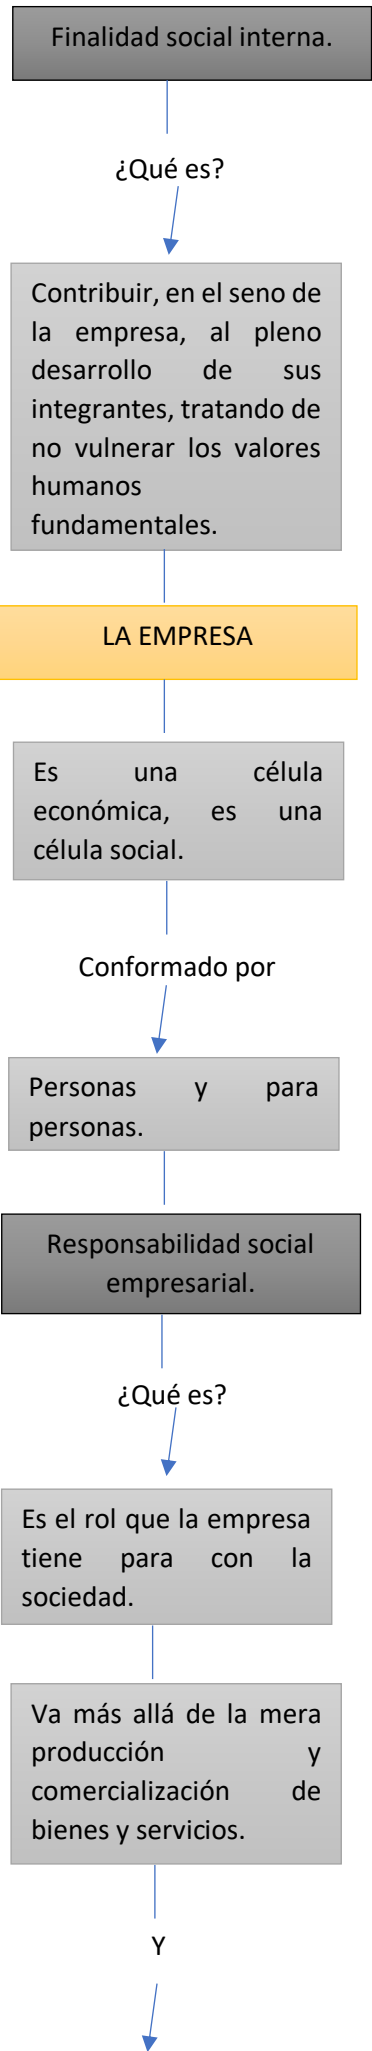 Finalidad social interna.
¿Qué es?
Contribuir, en el seno de
la empresa, al pleno
desarrollo de sus
integrantes, tratando de
no vulnerar los valores
humanos
fundamentales.
LA EMPRESA
Es una célula
económica, es una
célula social.
Conformado por
Personas y para
personas.
Responsabilidad social
empresarial.
¿Qué es?
Es el rol que la empresa
tiene para con la
sociedad.
Va más allá de la mera
producción y
comercialización de
bienes y servicios.
Y